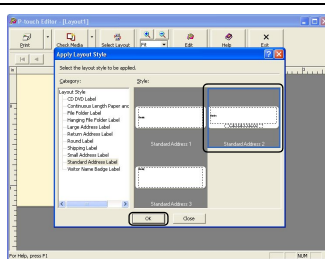 P-touch Editor - [Layout1]
Print
Check Media
Select Layout
Fit
Edit
Help
Exit
Apply Layout Style
Select the layout style to be applied.
Category:
Style:
Layout Style
CD DVD Label
Continuous Length Paper and
File Folder Label
Hanging File Folder Label
Large Address Label
Return Address Label
Round Label
Shipping Label
Small Address Label
Standard Address Label
Visitor Name Badge Label
Standard Address 1
Standard Address 2
Standard Address 3
OK
Close
For Help, press F1
NUM